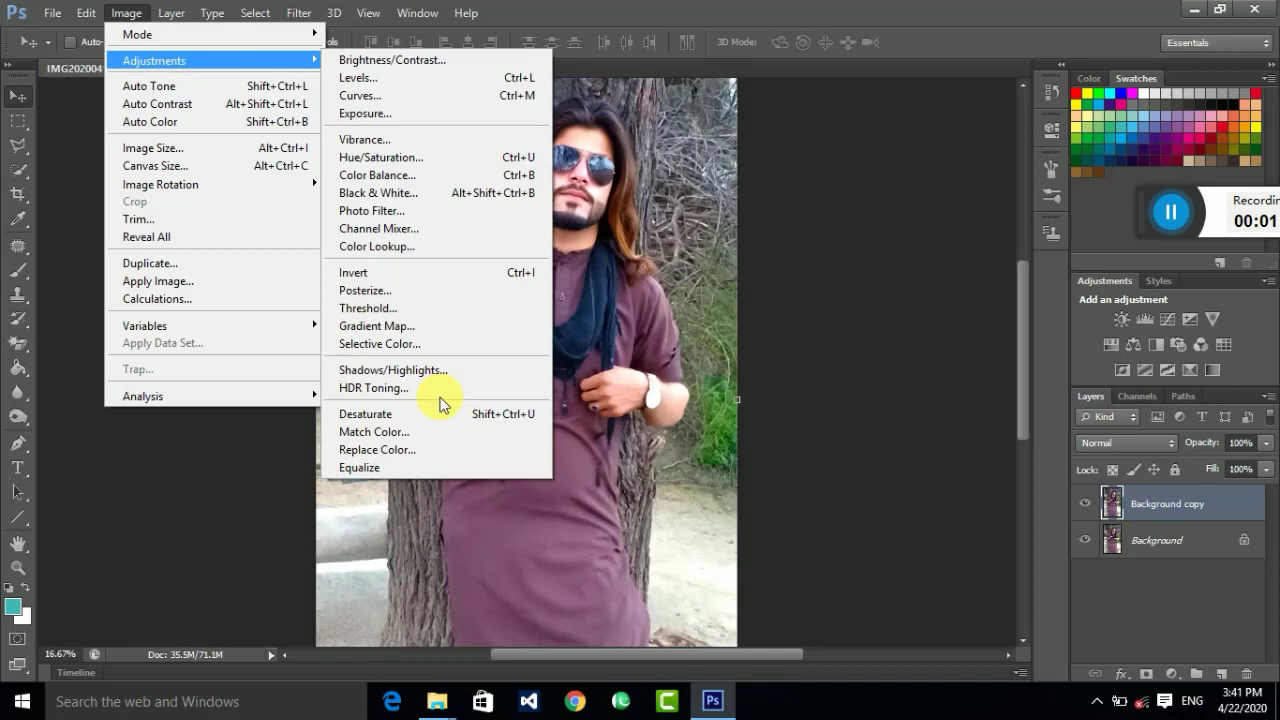 Ps File Edit Image Layer Type Select Filter 3D View Window Help
Auto-
3D Mode:
Essentials
IMG20200
Mode
Adjustments
Auto Tone Shift+Ctrl+L
Auto Contrast Alt+Shift+Ctrl+L
Auto Color Shift+Ctrl+B
Image Size... Alt+Ctrl+I
Canvas Size... Alt+Ctrl+C
Image Rotation
Crop
Trim...
Reveal All
Duplicate...
Apply Image...
Calculations...
Variables
Apply Data Set...
Trap...
Analysis
Brightness/Contrast...
Levels... Ctrl+L
Curves... Ctrl+M
Exposure...
Vibrance...
Hue/Saturation... Ctrl+U
Color Balance... Ctrl+B
Black & White... Alt+Shift+Ctrl+B
Photo Filter...
Channel Mixer...
Color Lookup...
Invert Ctrl+I
Posterize...
Threshold...
Gradient Map...
Selective Color...
Shadows/Highlights...
HDR Toning...
Desaturate Shift+Ctrl+U
Match Color...
Replace Color...
Equalize
Color Swatches
Recordin
00:01
Adjustments Styles
Add an adjustment
Layers Channels Paths
Kind
Normal Opacity: 100%
Lock: Fill: 100%
Background copy
Background
16.67% Doc: 35.5M/71.1M
Timeline
Search the web and Windows
Ps
ENG
3:41 PM
4/22/2020